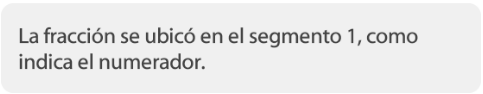 La fracción se ubicó en el segmento 1, como
indica el numerador.